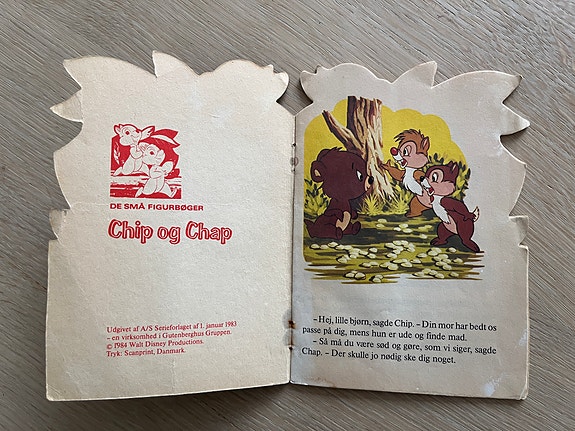 DE SMÅ FIGURBØGER
Chip og Chap
Udgivet af A/S Serieforlaget af 1. januar 1983
– en virksomhed i Gutenberghus Gruppen.
© 1984 Walt Disney Productions.
Tryk: Scanprint, Danmark.
– Hej, lille bjørn, sagde Chip. – Din mor har bedt os
passe på dig, mens hun er ude og finde mad.
– Så må du være sød og gøre, som vi siger, sagde
Chap. – Der skulle jo nødig ske dig noget.